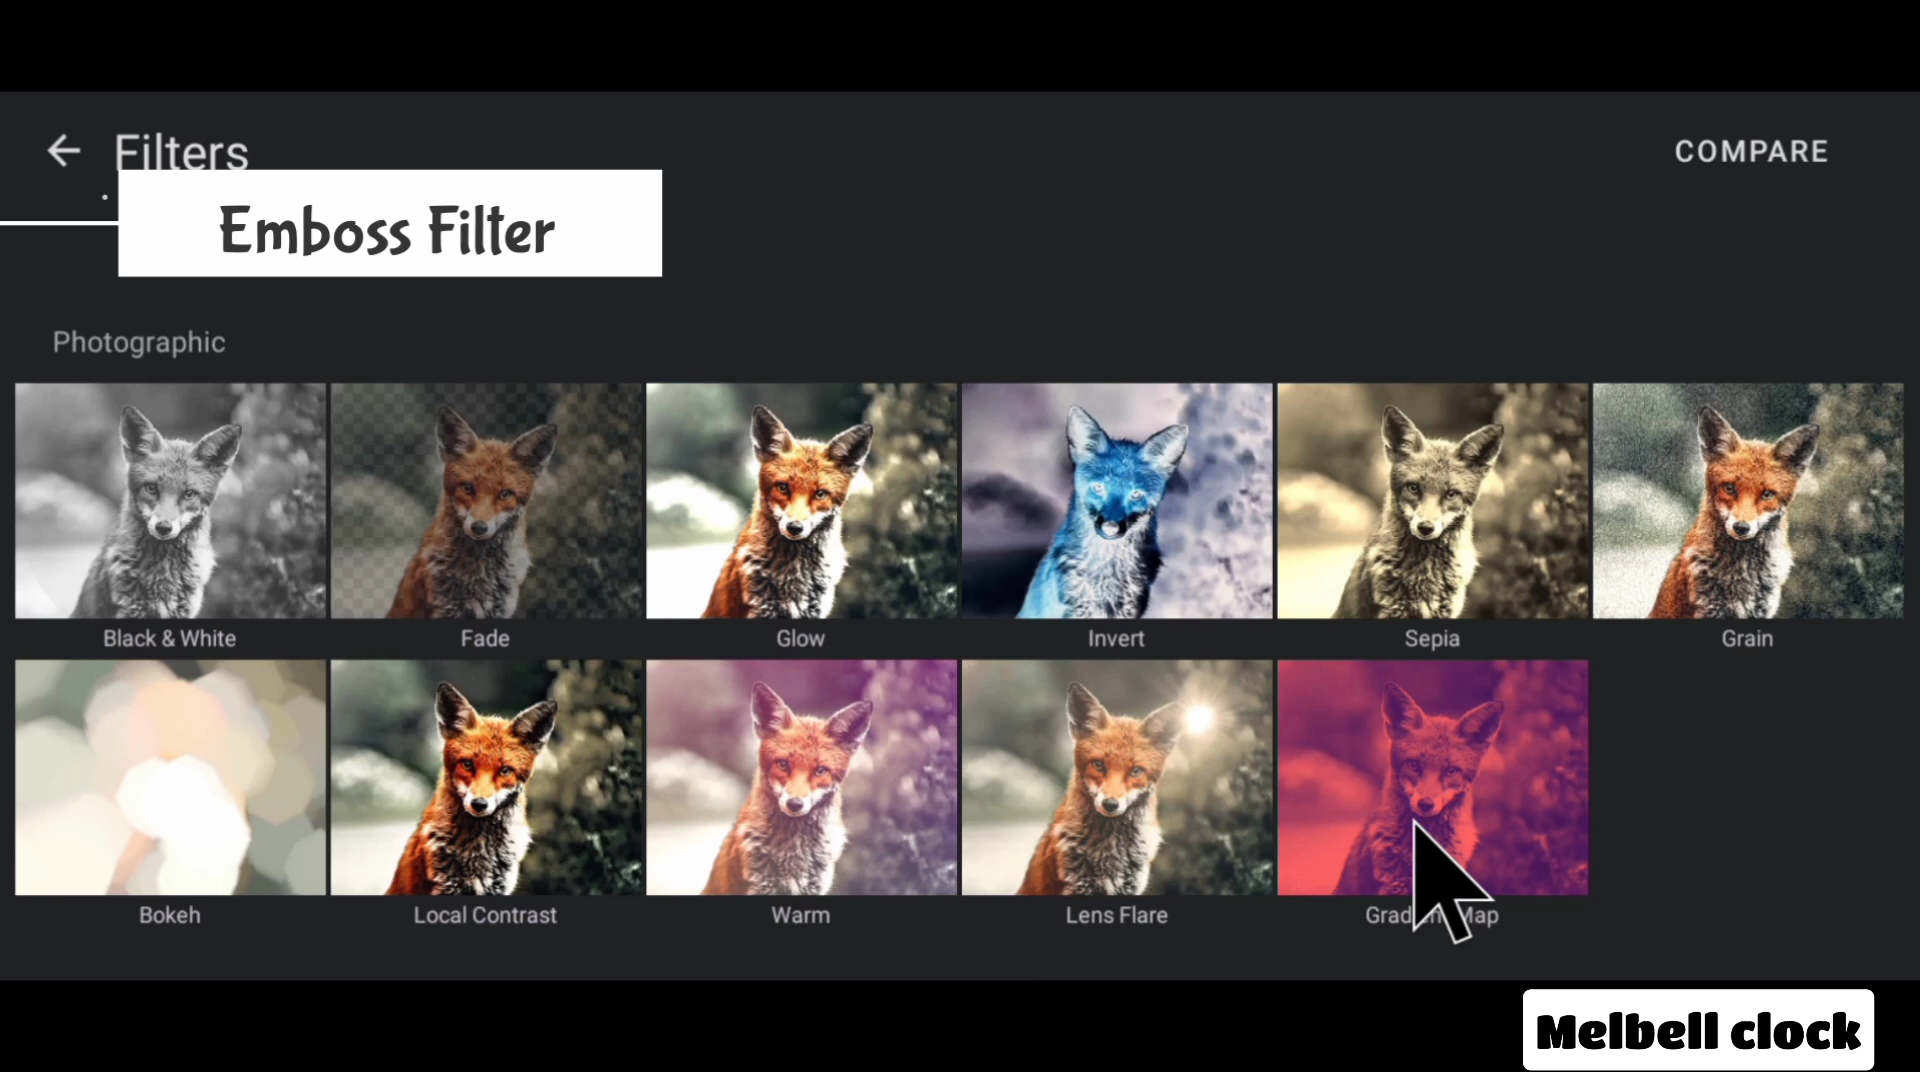 Filters
COMPARE
Emboss Filter
Photographic
Black & White
Fade
Glow
Invert
Sepia
Grain
Bokeh
Local Contrast
Warm
Lens Flare
Map
Melbell clock